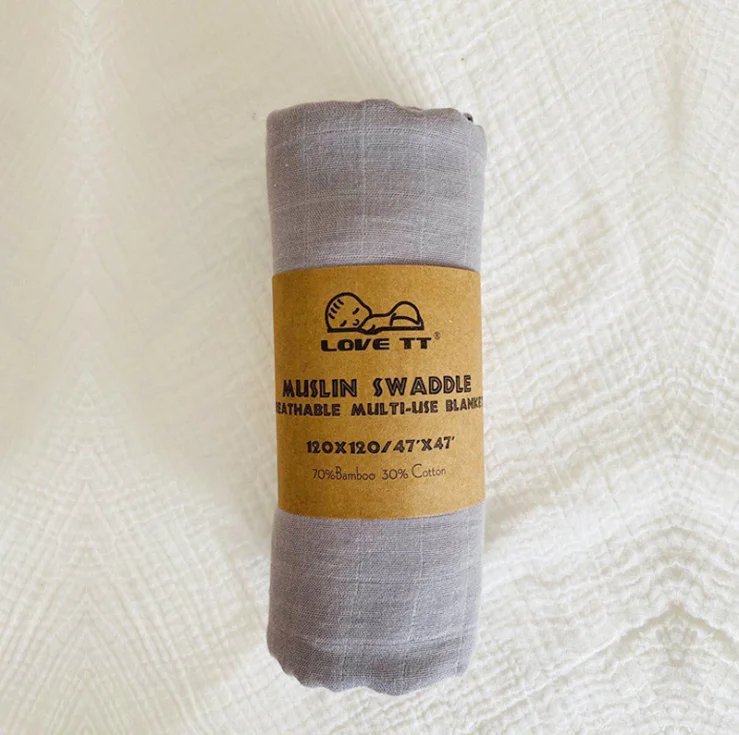 LOVE TT®
MUSLIN SWADDLE
EATHABLE MULTI-USE BLANKE
120X120/47'X47'
70%Bamboo 30% Cotton